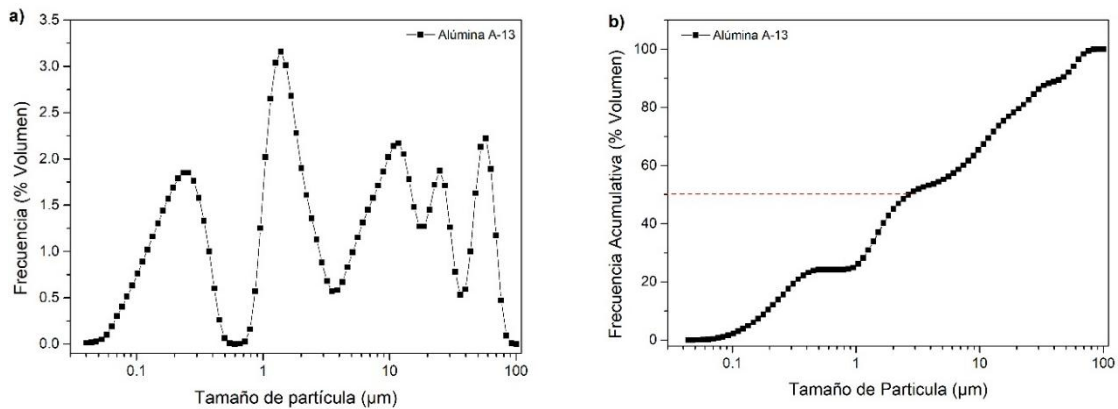 a)
Alúmina A-13
3.5
3.0
2.5
2.0
1.5
1.0
0.5
0.0
Frecuencia (% Volumen)
0.1 1 10 100
Tamaño de partícula (µm)
b)
Alúmina A-13
100
80
60
40
20
0
Frecuencia Acumulativa (% Volumen)
0.1 1 10 100
Tamaño de Particula (µm)